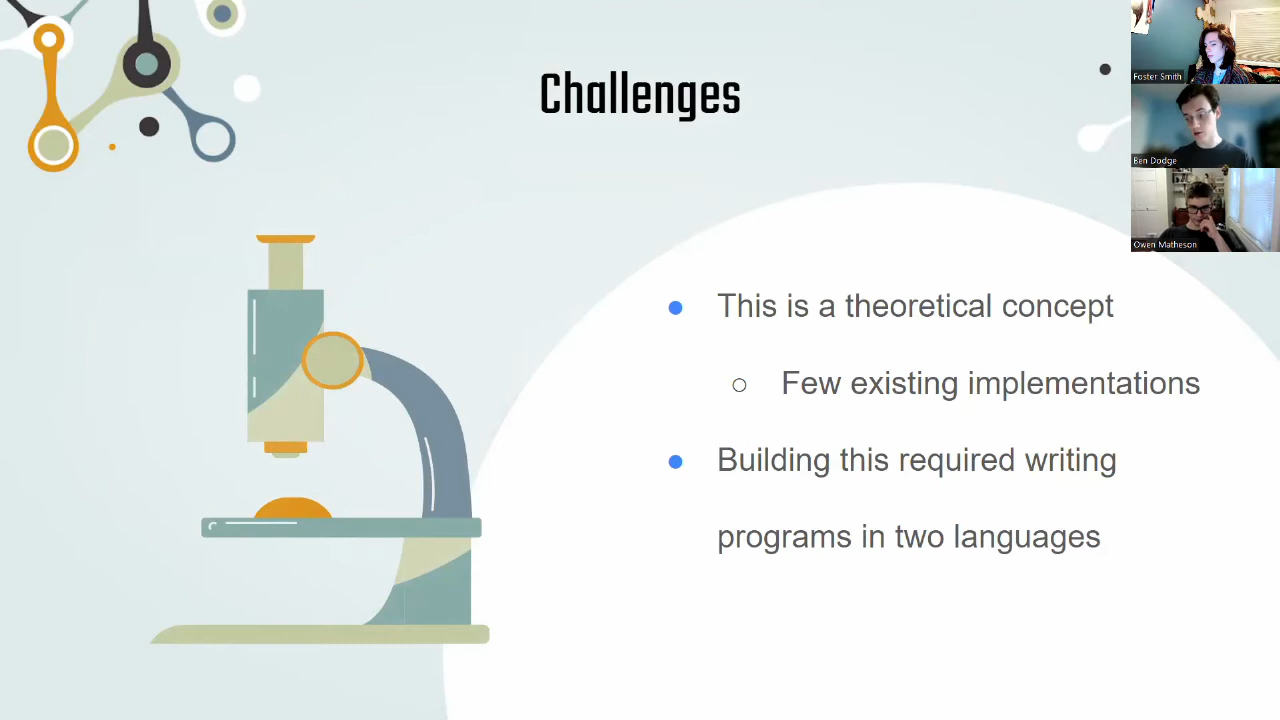 Challenges
Foster Smith
Ben Dodge
Owen Matheson
● This is a theoretical concept
○ Few existing implementations
● Building this required writing
programs in two languages